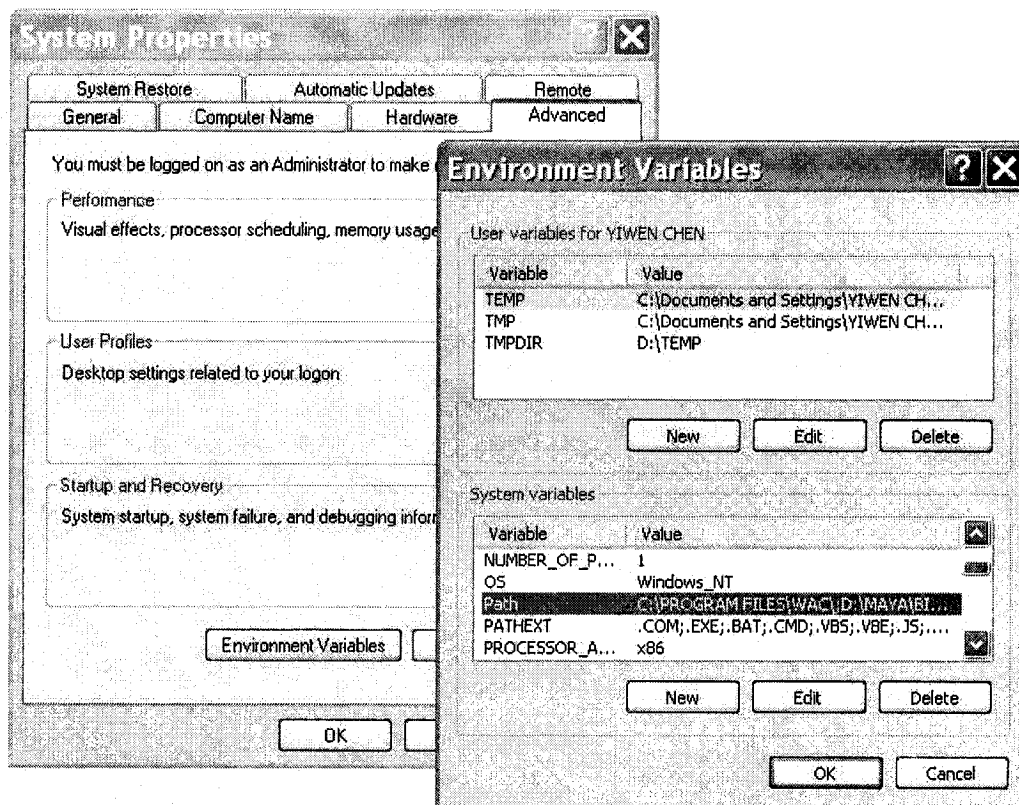 System Properties
System Restore Automatic Updates Remote
General Computer Name Hardware Advanced
You must be logged on as an Administrator to make
Performance
Visual effects, processor scheduling, memory usage
User Profiles
Desktop settings related to your logon
Startup and Recovery
System startup, system failure, and debugging infor
Environment Variables
OK
Environment Variables
User variables for YIWEN CHEN
Variable Value
TEMP C:\Documents and Settings\YIWEN CH...
TMP C:\Documents and Settings\YIWEN CH...
TMPDIR D:\TEMP
New Edit Delete
System variables
Variable Value
NUMBER_OF_P... 1
OS Windows_NT
Path C:\PROGRAM FILES\WAC\;D:\MAYA\BI...
PATHEXT .COM;.EXE;.BAT;.CMD;.VBS;.VBE;.JS;....
PROCESSOR_A... x86
New Edit Delete
OK Cancel